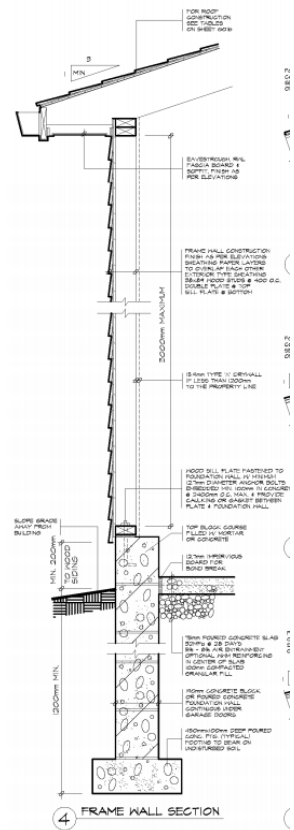 FOR ROOF
CONSTRUCTION
SEE TABLES
ON SHEET
3
1
MIN
EAVESTROUGH, RWL
FASCIA BOARD &
SOFFIT, FINISH AS
PER ELEVATIONS
FRAME WALL CONSTRUCTION
FINISH AS PER ELEVATIONS
SHEATHING PAPER LAYERS
TO OVERLAP EACH OTHER
EXTERIOR TYPE SHEATHING
38x89 WOOD STUDS @ 400 O.C.
DOUBLE PLATE @ TOP
SILL PLATE @ BOTTOM
3000mm MAXIMUM
TYPE 'X' DRYWALL
IF LESS THAN 1200mm
TO THE PROPERTY LINE
WOOD SILL PLATE FASTENED TO
FOUNDATION WALL W/ MINIMUM
12.7mm DIAMETER ANCHOR BOLTS
EMBEDDED MIN. 100mm IN CONCRETE
@ 2400mm O.C. MAX. & PROVIDE
CAULKING OR GASKET BETWEEN
PLATE & FOUNDATION WALL
SLOPE GRADE
AWAY FROM
BUILDING
MIN. 200mm
TO WOOD
SIDING
TOP BLOCK COURSE
FILLED W/ MORTAR
OR CONCRETE
12.7mm IMPERVIOUS
BOARD FOR
BOND BREAK
75mm POURED CONCRETE SLAB
@ 28 DAYS
5% - 8% AIR ENTRAINMENT
OPTIONAL REINFORCING
IN CENTER OF SLAB
100mm COMPACTED
GRANULAR FILL
1200mm MIN.
190mm CONCRETE BLOCK
OR POURED CONCRETE
FOUNDATION WALL
CONTINUOUS UNDER
GARAGE DOORS
450mmx100mm DEEP POURED
CONC. FTG. (TYPICAL)
FOOTING TO BEAR ON
UNDISTURBED SOIL
4 FRAME WALL SECTION